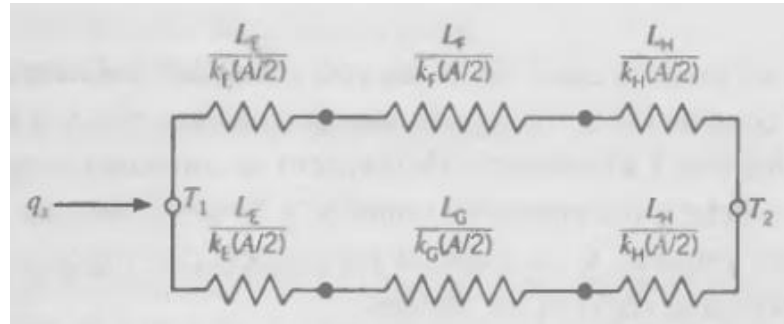 L_E L_F L_H
k_E(A/2) k_F(A/2) k_H(A/2)
q_x T_1 T_2
L_E L_G L_H
k_E(A/2) k_G(A/2) k_H(A/2)